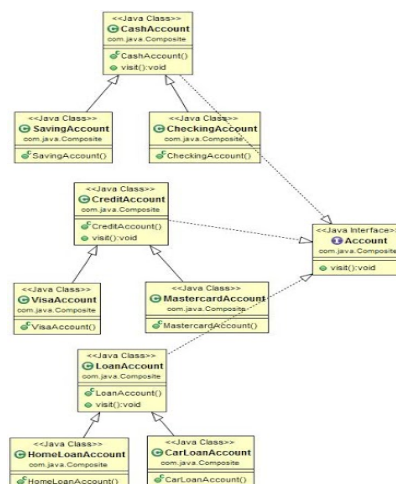 <<Java Class>>
CashAccount
com.java.Composite
CashAccount()
visit():void
<<Java Class>>
SavingAccount
com.java.Composite
SavingAccount()
<<Java Class>>
CheckingAccount
com.java.Composite
CheckingAccount()
<<Java Class>>
CreditAccount
com.java.Composite
CreditAccount()
visit():void
<<Java Interface>>
Account
com.java.Composite
visit():void
<<Java Class>>
VisaAccount
com.java.Composite
VisaAccount()
<<Java Class>>
MastercardAccount
com.java.Composite
MastercardAccount()
<<Java Class>>
LoanAccount
com.java.Composite
LoanAccount()
visit():void
<<Java Class>>
HomeLoanAccount
com.java.Composite
HomeLoanAccount()
<<Java Class>>
CarLoanAccount
com.java.Composite
CarLoanAccount()